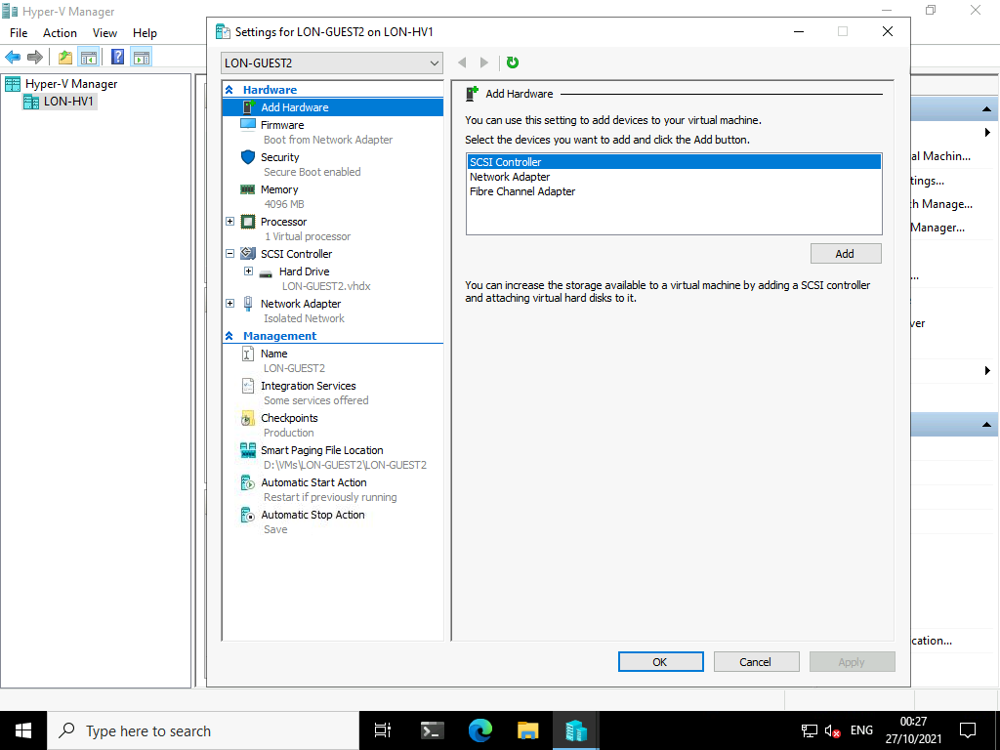 Hyper-V Manager
File Action View Help
Hyper-V Manager
LON-HV1
Settings for LON-GUEST2 on LON-HV1
LON-GUEST2
Hardware
Add Hardware
Firmware
Boot from Network Adapter
Security
Secure Boot enabled
Memory
4096 MB
Processor
1 Virtual processor
SCSI Controller
Hard Drive
LON-GUEST2.vhdx
Network Adapter
Isolated Network
Management
Name
LON-GUEST2
Integration Services
Some services offered
Checkpoints
Production
Smart Paging File Location
D:\VMs\LON-GUEST2\LON-GUEST2
Automatic Start Action
Restart if previously running
Automatic Stop Action
Save
Add Hardware
You can use this setting to add devices to your virtual machine.
Select the devices you want to add and click the Add button.
SCSI Controller
Network Adapter
Fibre Channel Adapter
Add
You can increase the storage available to a virtual machine by adding a SCSI controller
and attaching virtual hard disks to it.
OK Cancel Apply
al Machin...
tings...
h Manage...
Manager...
...
ver
cation...
Type here to search
ENG
00:27
27/10/2021